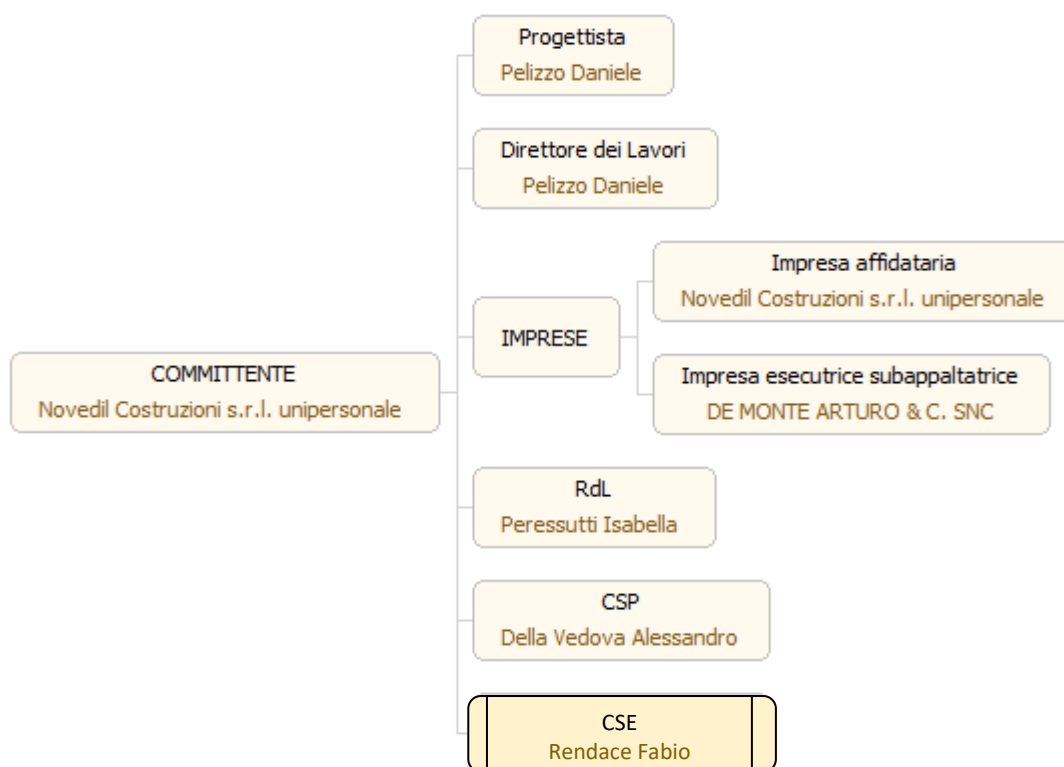 Progettista
Pelizzo Daniele
Direttore dei Lavori
Pelizzo Daniele
Impresa affidataria
Novedil Costruzioni s.r.l. unipersonale
IMPRESE
COMMITTENTE
Novedil Costruzioni s.r.l. unipersonale
Impresa esecutrice subappaltatrice
DE MONTE ARTURO & C. SNC
RdL
Peressutti Isabella
CSP
Della Vedova Alessandro
CSE
Rendace Fabio